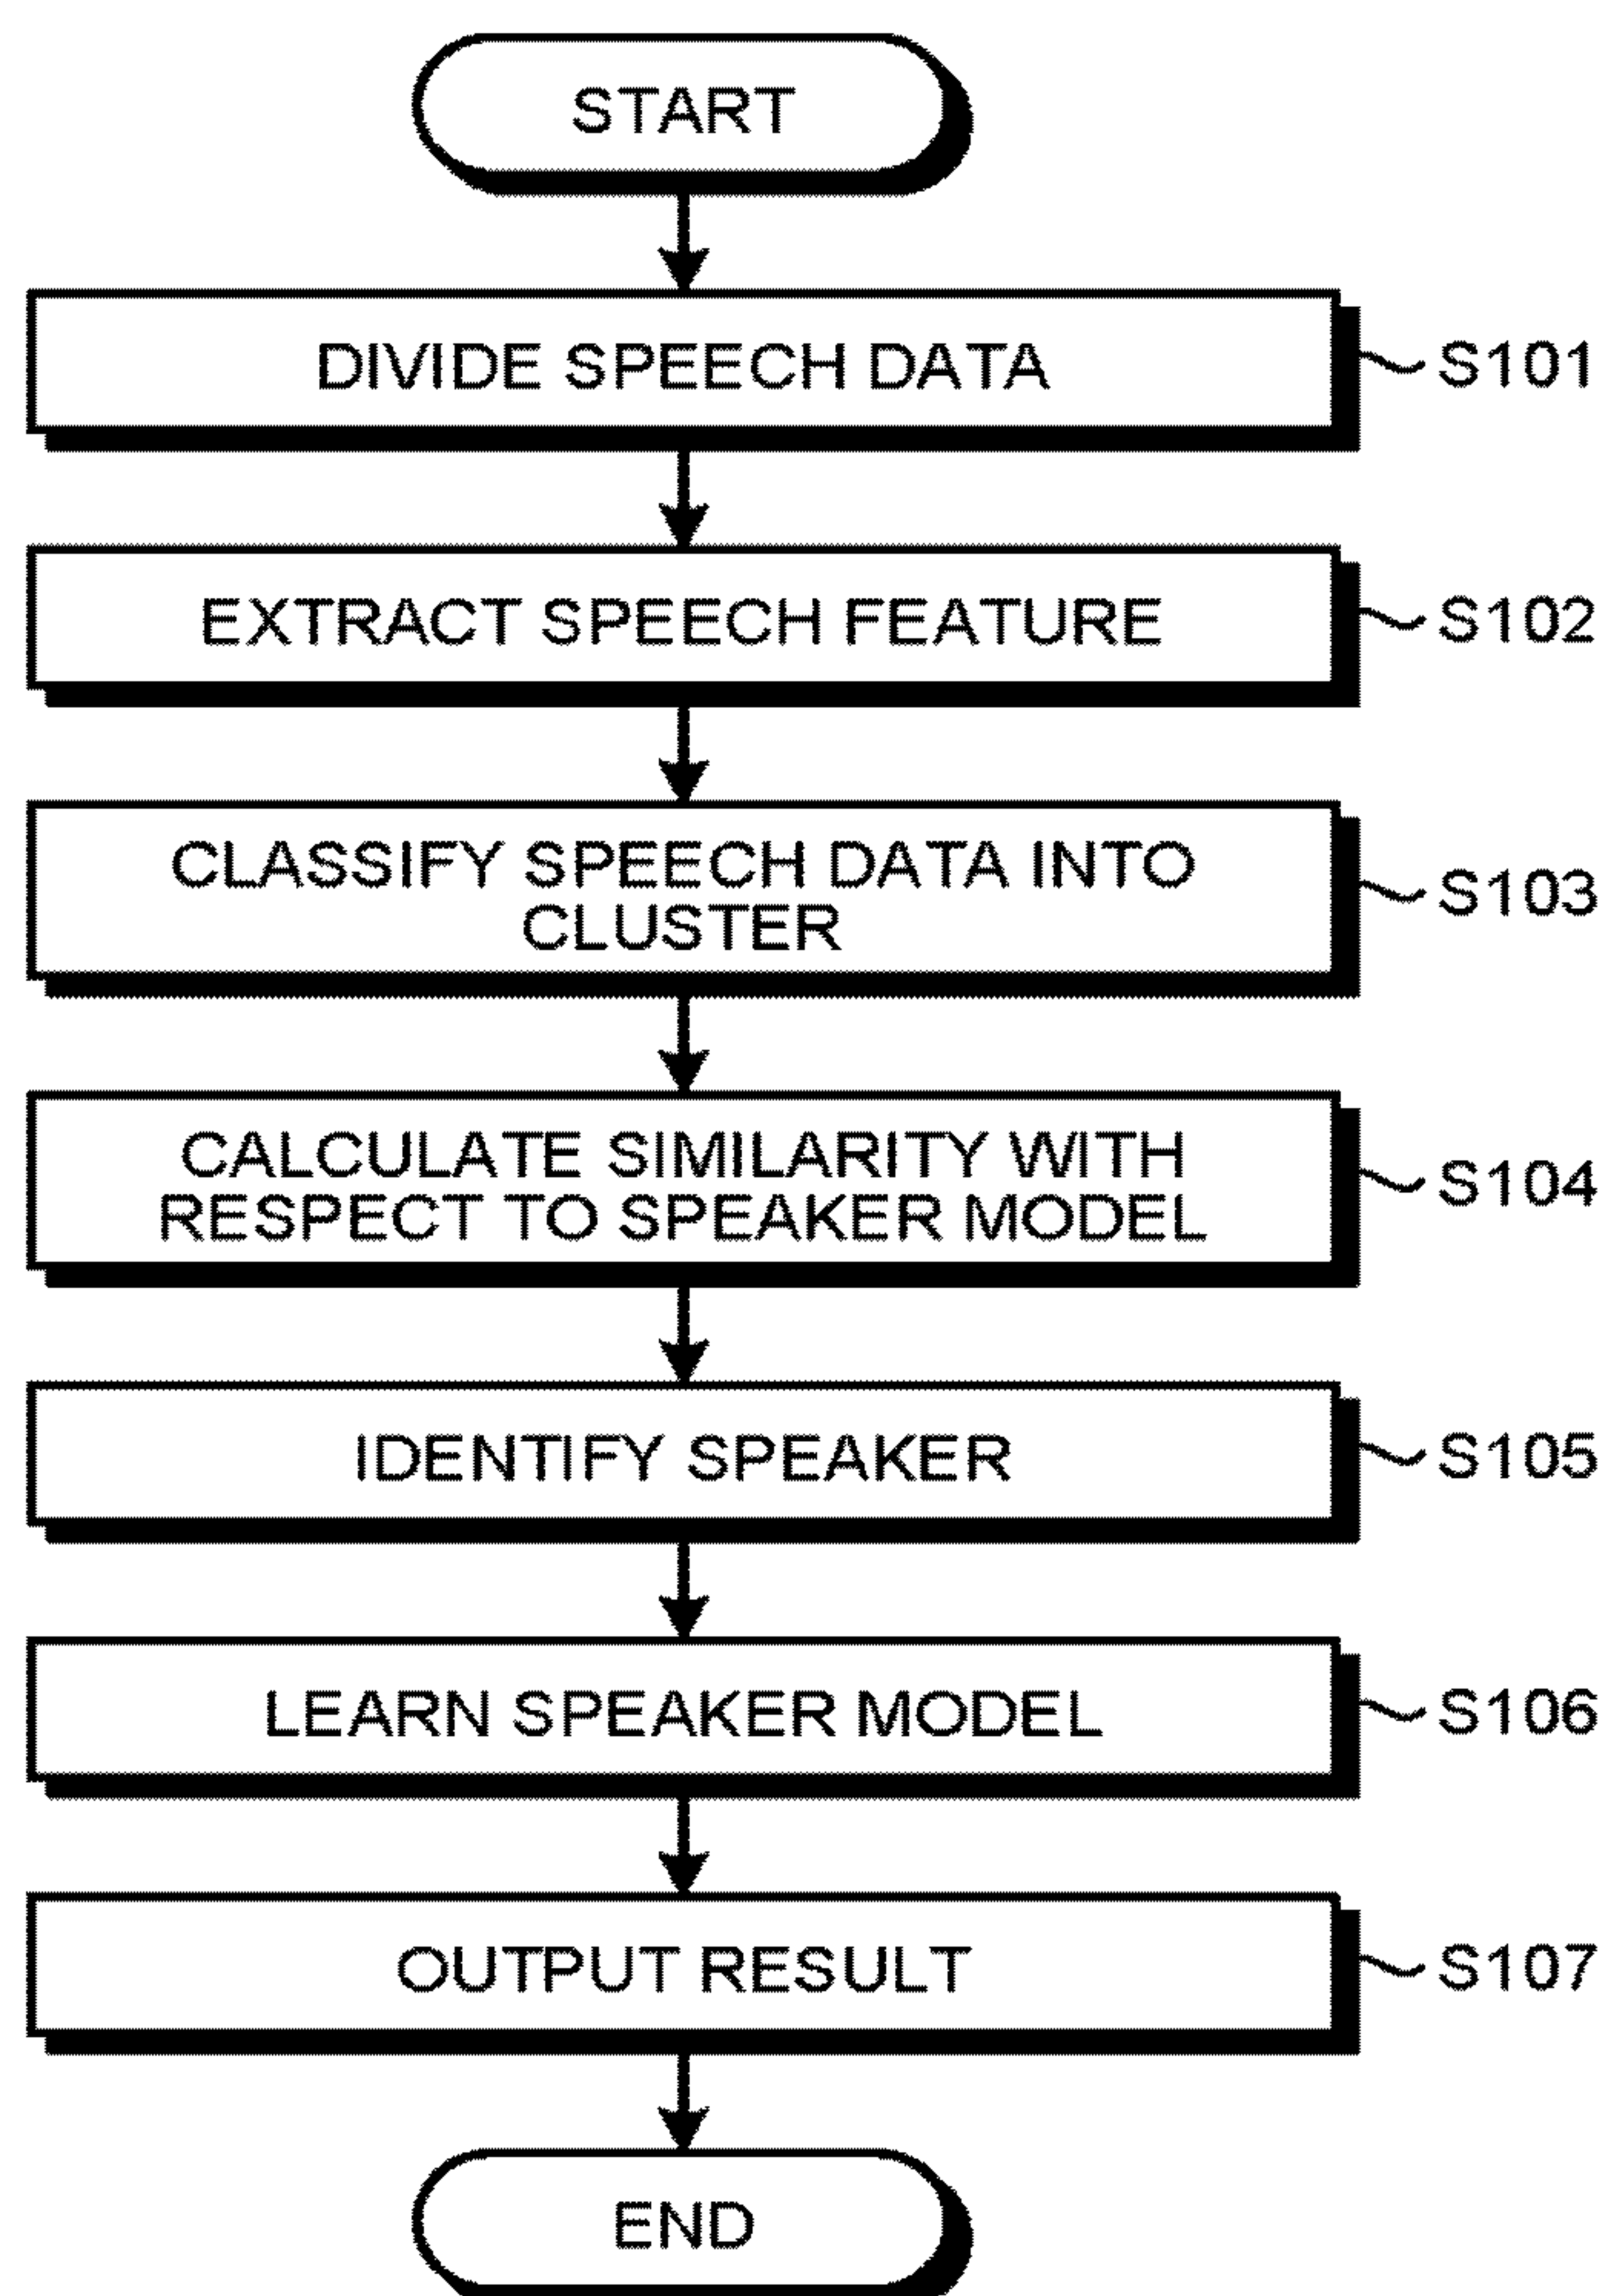 START
DIVIDE SPEECH DATA
S101
EXTRACT SPEECH FEATURE
S102
CLASSIFY SPEECH DATA INTO
CLUSTER
S103
CALCULATE SIMILARITY WITH
RESPECT TO SPEAKER MODEL
S104
IDENTIFY SPEAKER
S105
LEARN SPEAKER MODEL
S106
OUTPUT RESULT
S107
END